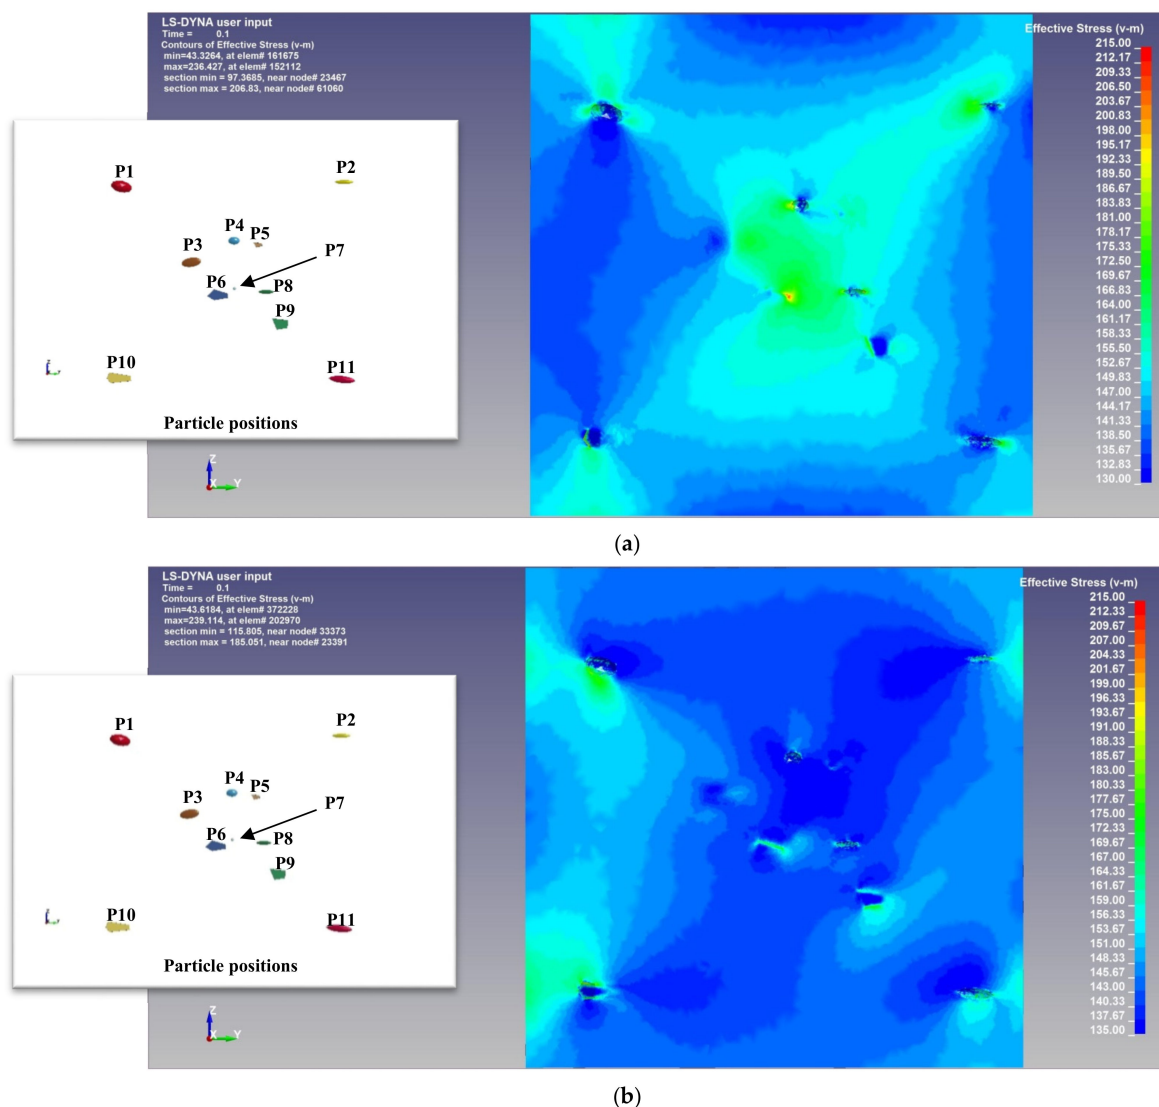 LS-DYNA user input
Time = 0.1
Contours of Effective Stress (v-m)
min=43.3264, at elem# 161675
max=236.427, at elem# 152112
section min = 97.3685, near node# 23467
section max = 206.83, near node# 61060
P1
P2
P4
P5
P3
P7
P6
P8
P9
P10
P11
Particle positions
Z
X
Y
Effective Stress (v-m)
215.00
212.17
209.33
206.50
203.67
200.83
198.00
195.17
192.33
189.50
186.67
183.83
181.00
178.17
175.33
172.50
169.67
166.83
164.00
161.17
158.33
155.50
152.67
149.83
147.00
144.17
141.33
138.50
135.67
132.83
130.00
(a)
LS-DYNA user input
Time = 0.1
Contours of Effective Stress (v-m)
min=43.6184, at elem# 372228
max=239.114, at elem# 202970
section min = 115.805, near node# 33373
section max = 185.051, near node# 23391
P1
P2
P4
P5
P3
P7
P6
P8
P9
P10
P11
Particle positions
Z
X
Y
Effective Stress (v-m)
215.00
212.33
209.67
207.00
204.33
201.67
199.00
196.33
193.67
191.00
188.33
185.67
183.00
180.33
177.67
175.00
172.33
169.67
167.00
164.33
161.67
159.00
156.33
153.67
151.00
148.33
145.67
143.00
140.33
137.67
135.00
(b)